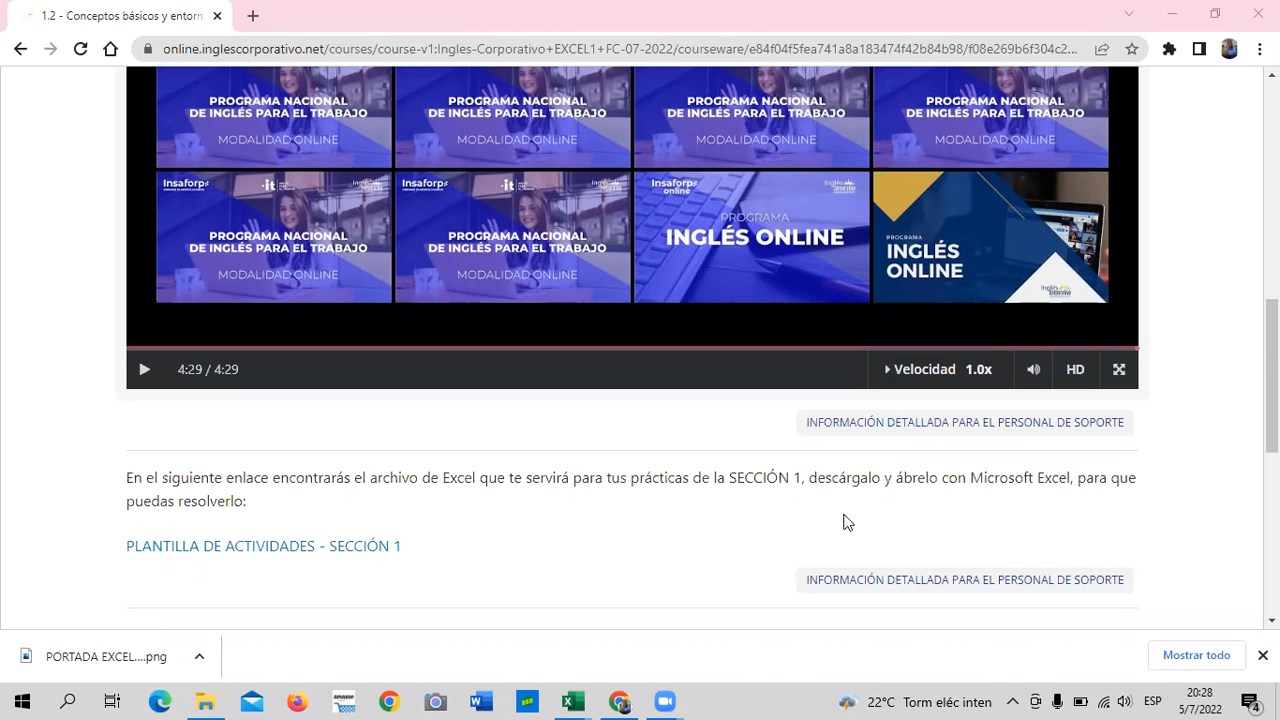 1.2 - Conceptos básicos y entorn
online.inglescorporativo.net/courses/course-v1:Ingles-Corporativo+EXCEL1+FC-07-2022/courseware/e84f04f5fea741a8a183474f42b84b98/f08e269b6f304c2...
PROGRAMA NACIONAL
DE INGLÉS PARA EL TRABAJO
MODALIDAD ONLINE
PROGRAMA NACIONAL
DE INGLÉS PARA EL TRABAJO
MODALIDAD ONLINE
PROGRAMA NACIONAL
DE INGLÉS PARA EL TRABAJO
MODALIDAD ONLINE
PROGRAMA NACIONAL
DE INGLÉS PARA EL TRABAJO
MODALIDAD ONLINE
Insaforp
PROGRAMA NACIONAL
DE INGLÉS PARA EL TRABAJO
MODALIDAD ONLINE
Insaforp
PROGRAMA NACIONAL
DE INGLÉS PARA EL TRABAJO
MODALIDAD ONLINE
Insaforp
online
PROGRAMA
INGLÉS ONLINE
PROGRAMA
INGLÉS
ONLINE
4:29 / 4:29
Velocidad 1.0x
HD
INFORMACIÓN DETALLADA PARA EL PERSONAL DE SOPORTE
En el siguiente enlace encontrarás el archivo de Excel que te servirá para tus prácticas de la SECCIÓN 1, descárgalo y ábrelo con Microsoft Excel, para que
puedas resolverlo:
PLANTILLA DE ACTIVIDADES - SECCIÓN 1
INFORMACIÓN DETALLADA PARA EL PERSONAL DE SOPORTE
PORTADA EXCEL....png
Mostrar todo
22°C Torm eléc inten
ESP
20:28
5/7/2022
4